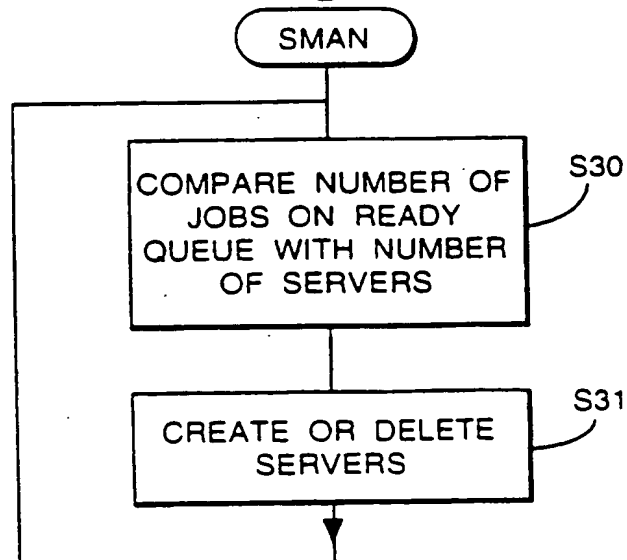 SMAN
COMPARE NUMBER OF
JOBS ON READY
QUEUE WITH NUMBER
OF SERVERS
S30
CREATE OR DELETE
SERVERS
S31